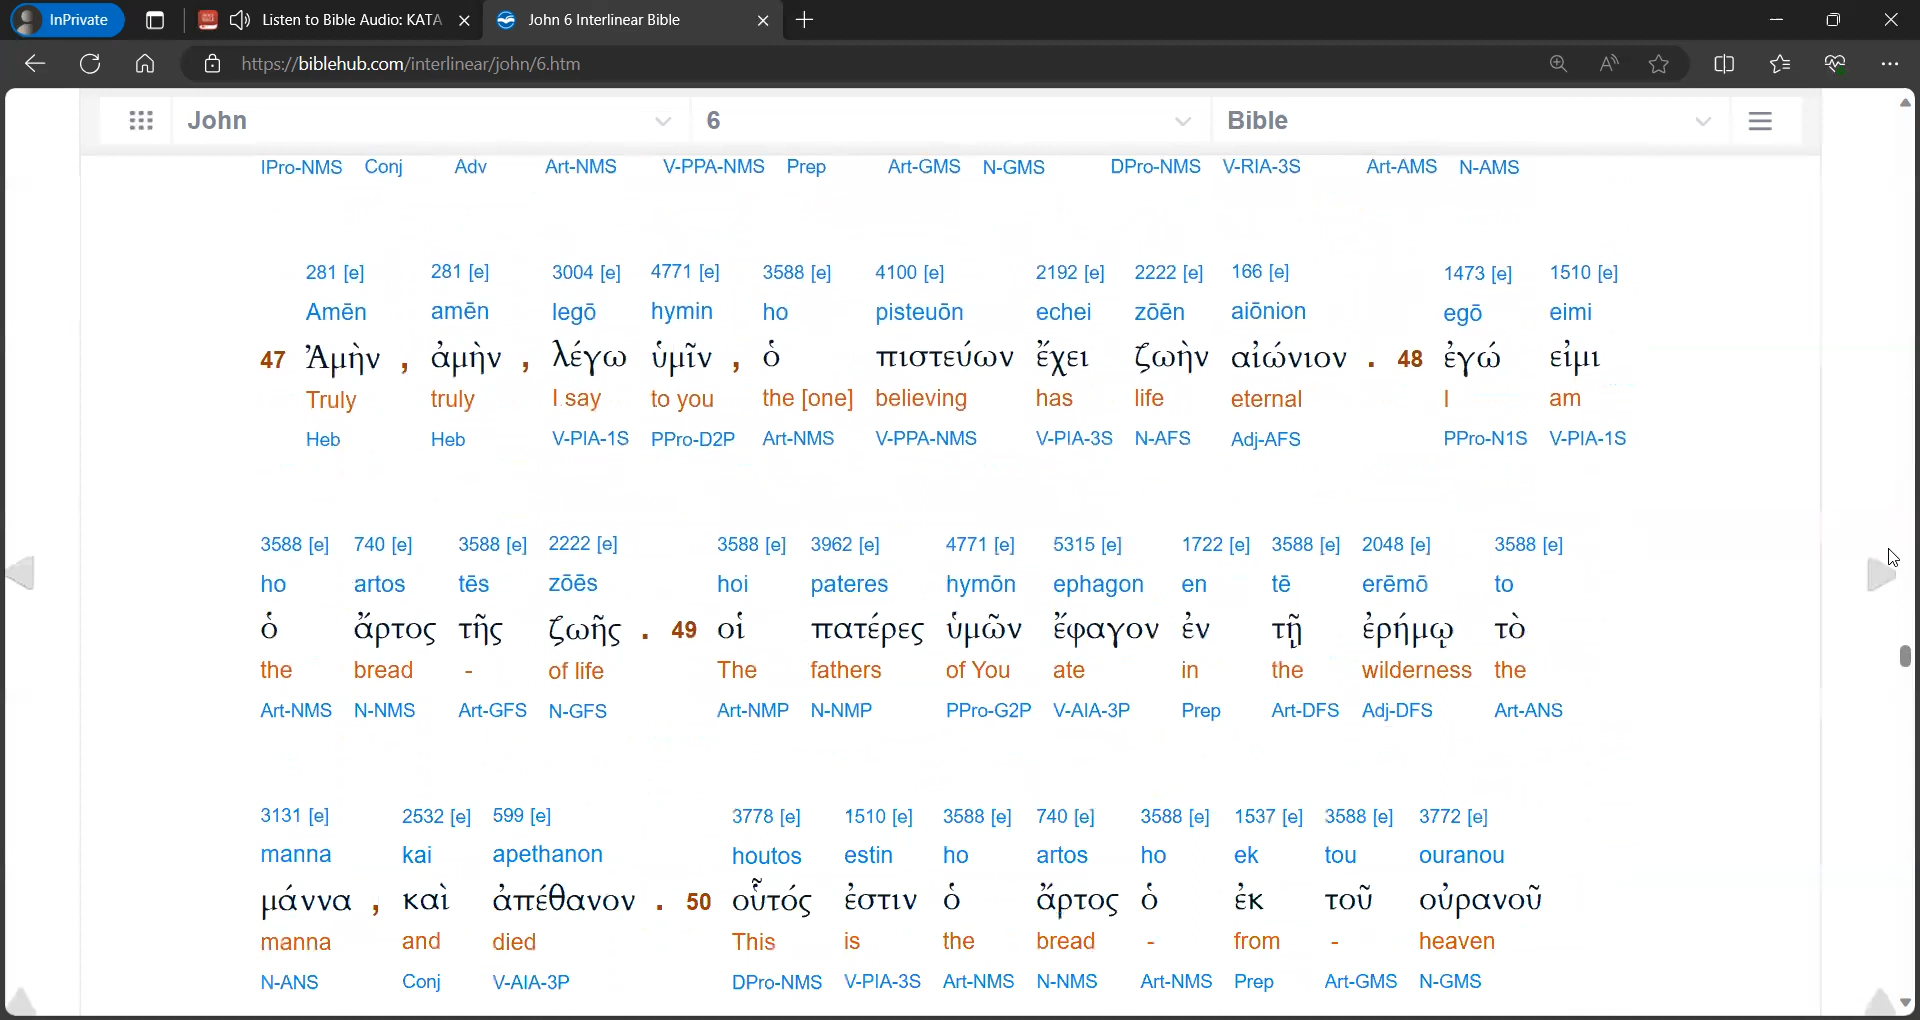 InPrivate Listen to Bible Audio: KATA John 6 Interlinear Bible
https://biblehub.com/interlinear/john/6.htm
John 6 Bible
IPro-NMS Conj Adv Art-NMS V-PPA-NMS Prep Art-GMS N-GMS DPro-NMS V-RIA-3S Art-AMS N-AMS
281 [e] 281 [e] 3004 [e] 4771 [e] 3588 [e] 4100 [e] 2192 [e] 2222 [e] 166 [e] 1473 [e] 1510 [e]
Amēn amēn legō hymin ho pisteuōn echei zōēn aiōnion egō eimi
47 Ἀμὴν , ἀμὴν , λέγω ὑμῖν , ὁ πιστεύων ἔχει ζωὴν αἰώνιον . 48 ἐγώ εἰμι
Truly truly I say to you the [one] believing has life eternal I am
Heb Heb V-PIA-1S PPro-D2P Art-NMS V-PPA-NMS V-PIA-3S N-AFS Adj-AFS PPro-N1S V-PIA-1S
3588 [e] 740 [e] 3588 [e] 2222 [e] 3588 [e] 3962 [e] 4771 [e] 5315 [e] 1722 [e] 3588 [e] 2048 [e] 3588 [e]
ho artos tēs zōēs hoi pateres hymōn ephagon en tē erēmō to
ὁ ἄρτος τῆς ζωῆς . 49 οἱ πατέρες ὑμῶν ἔφαγον ἐν τῇ ἐρήμῳ τὸ
the bread - of life The fathers of You ate in the wilderness the
Art-NMS N-NMS Art-GFS N-GFS Art-NMP N-NMP PPro-G2P V-AIA-3P Prep Art-DFS Adj-DFS Art-ANS
3131 [e] 2532 [e] 599 [e] 3778 [e] 1510 [e] 3588 [e] 740 [e] 3588 [e] 1537 [e] 3588 [e] 3772 [e]
manna kai apethanon houtos estin ho artos ho ek tou ouranou
μάννα , καὶ ἀπέθανον . 50 οὗτός ἐστιν ὁ ἄρτος ὁ ἐκ τοῦ οὐρανοῦ
manna and died This is the bread - from - heaven
N-ANS Conj V-AIA-3P DPro-NMS V-PIA-3S Art-NMS N-NMS Art-NMS Prep Art-GMS N-GMS